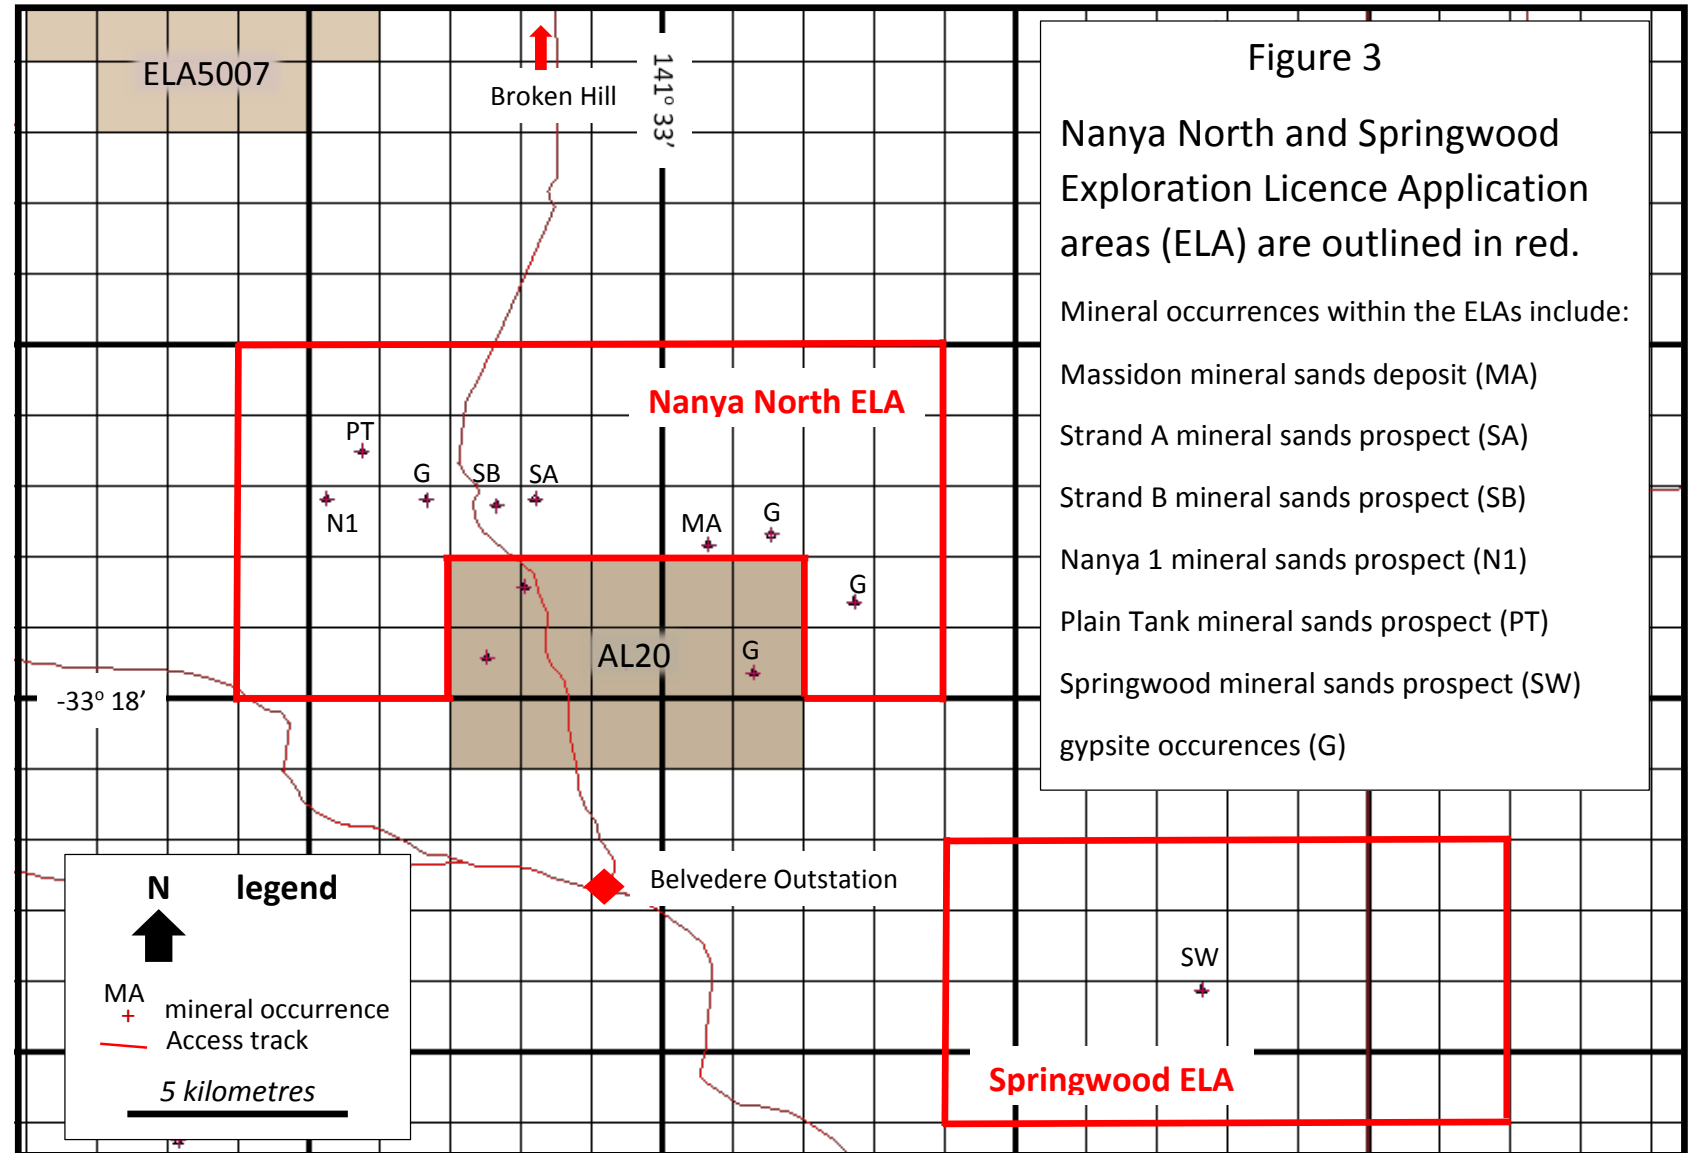 ELA5007
Broken Hill
141⁰ 33’
Figure 3
Nanya North and Springwood
Exploration Licence Application
areas (ELA) are outlined in red.
Mineral occurrences within the ELAs include:
Massidon mineral sands deposit (MA)
Strand A mineral sands prospect (SA)
Strand B mineral sands prospect (SB)
Nanya 1 mineral sands prospect (N1)
Plain Tank mineral sands prospect (PT)
Springwood mineral sands prospect (SW)
gypsite occurences (G)
Nanya North ELA
PT
G
SB
SA
N1
MA
G
G
AL20
G
-33⁰ 18’
Belvedere Outstation
SW
Springwood ELA
N legend
MA
mineral occurrence
Access track
5 kilometres